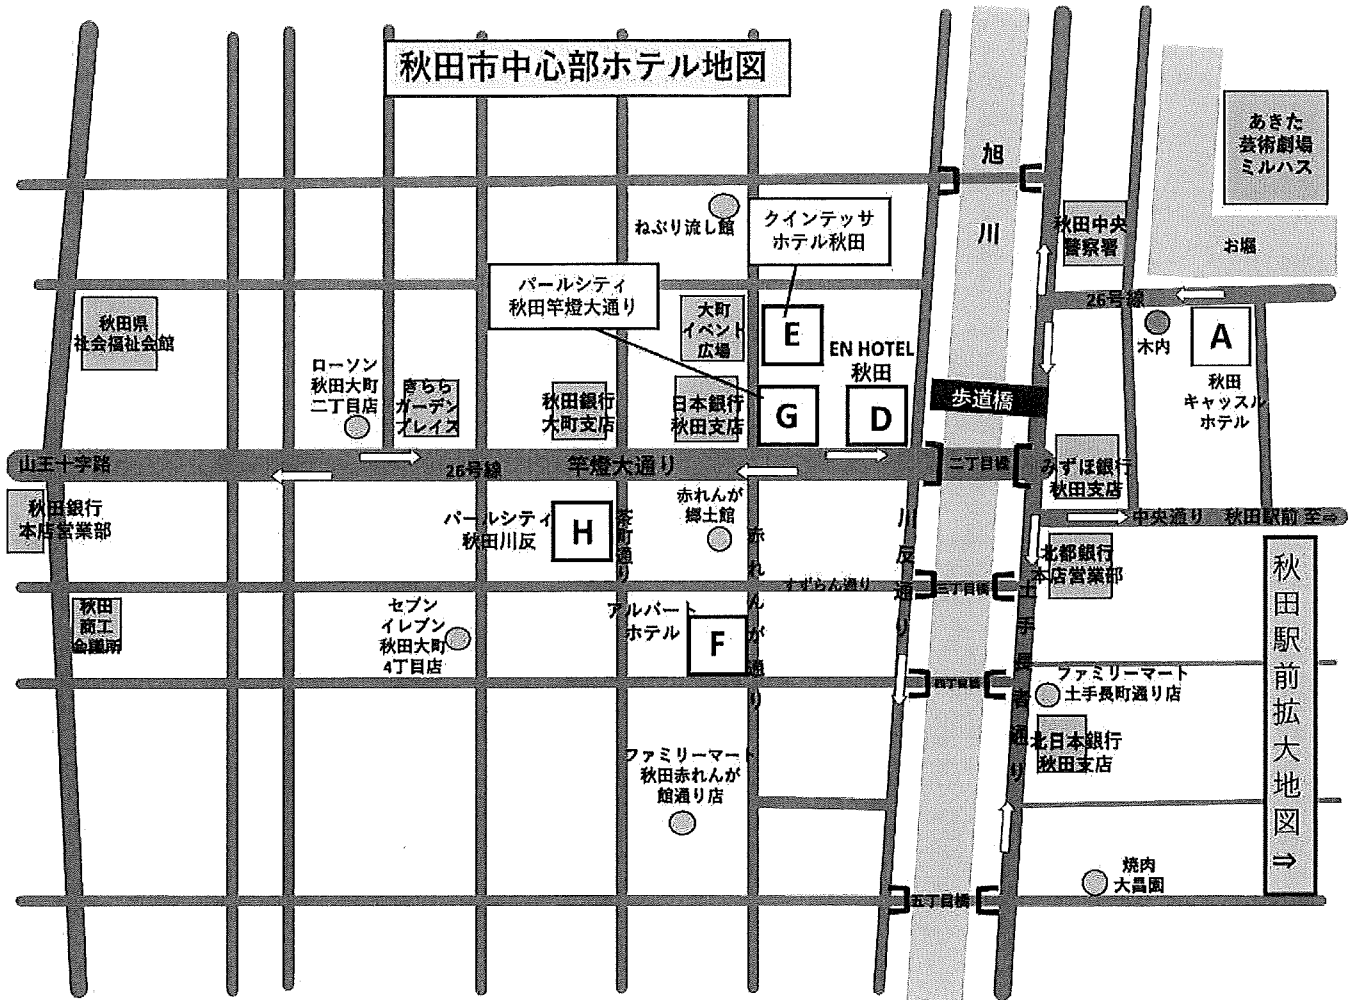 秋田市中心部ホテル地図
旭
川
あきた
芸術劇場
ミルハス
お堀
秋田中央
警察署
ねぶり流し館
クインテッサ
ホテル秋田
パールシティ
秋田竿燈大通り
大町
イベント
広場
E
EN HOTEL
秋田
26号線
木内
A
秋田
キャッスル
ホテル
秋田県
社会福祉会館
ローソン
秋田大町
二丁目店
きらら
ガーデン
プレイス
秋田銀行
大町支店
日本銀行
秋田支店
G
D
歩道橋
山王十字路
26号線
竿燈大通り
二丁目橋
みずほ銀行
秋田支店
秋田銀行
本店営業部
パールシティ
秋田川反
H
茶町通り
赤れんが
郷土館
赤れんが通り
川反通り
中央通り
秋田駅前 至⇨
北都銀行
本店営業部
すずらん通り
三丁目橋
土手長者通り
秋田
商工
会議所
セブン
イレブン
秋田大町
4丁目店
アルバート
ホテル
F
四丁目橋
ファミリーマート
土手長町通り店
北日本銀行
秋田支店
ファミリーマート
秋田赤れんが
館通り店
焼肉
大昌園
五丁目橋
秋田駅前拡大地図⇨